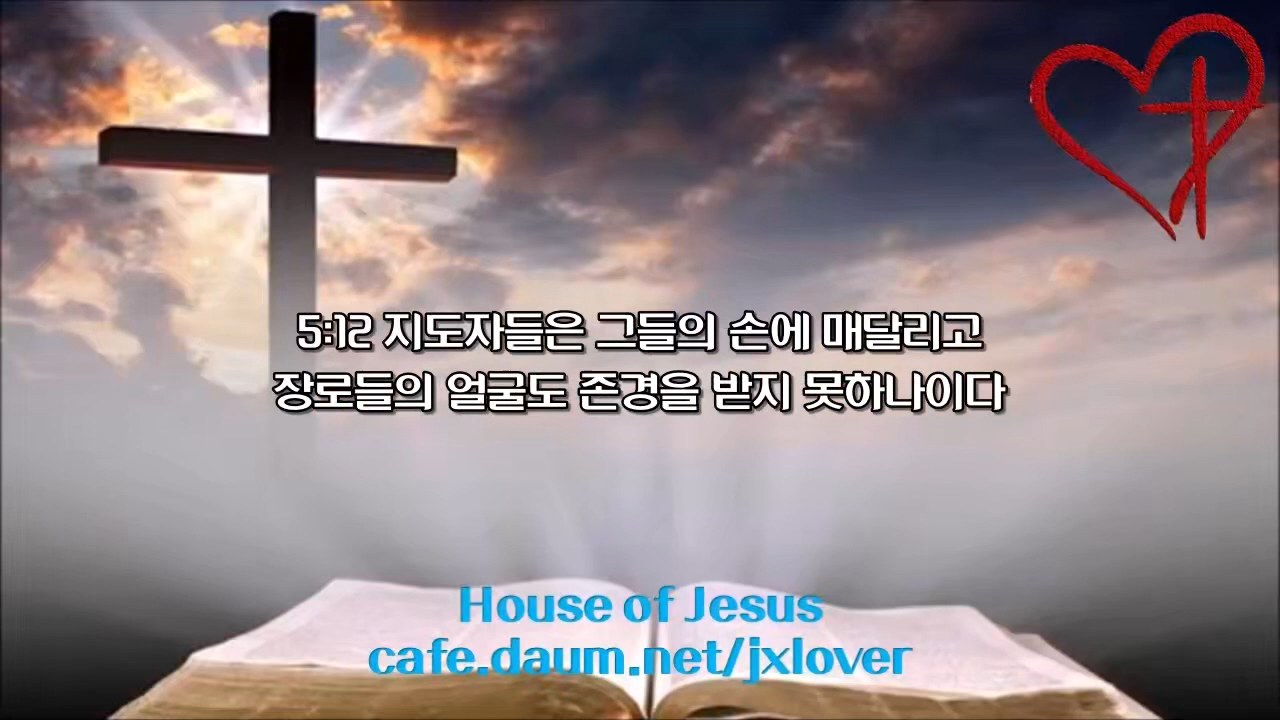 5:12 지도자들은 그들의 손에 매달리고
장로들의 얼굴도 존경을 받지 못하나이다
House of Jesus
cafe.daum.net/jxlover